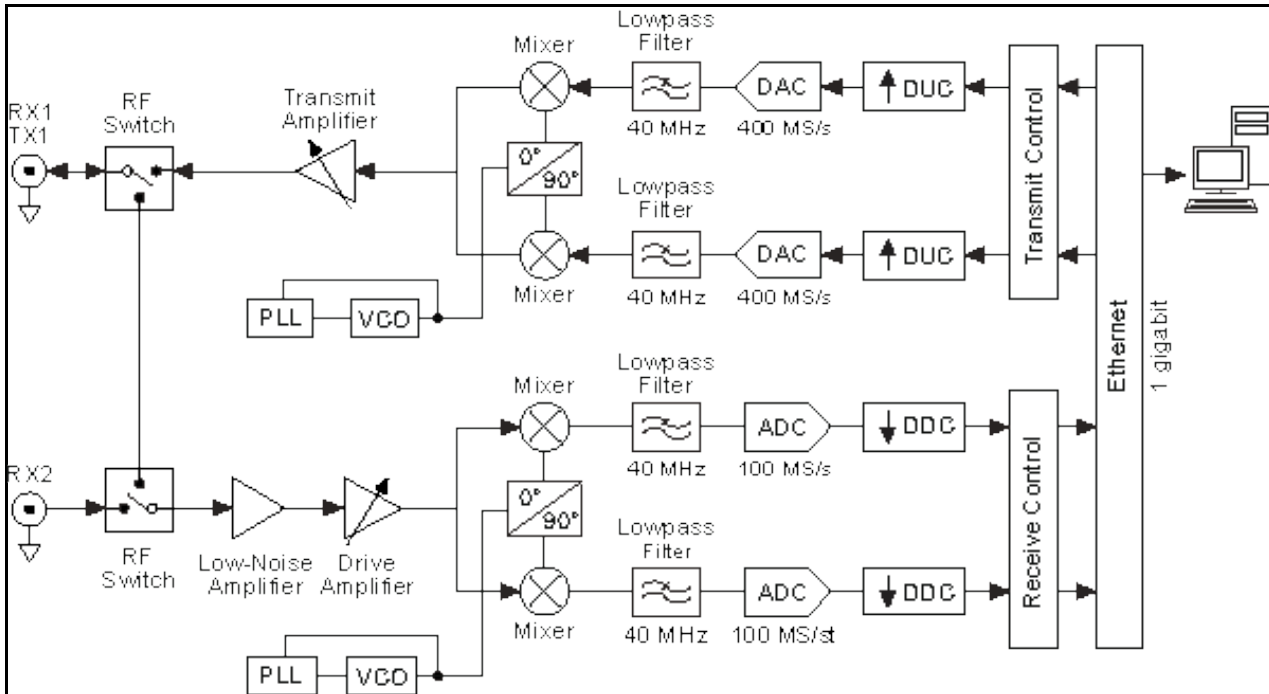 Lowpass
Filter
Mixer
40 MHz
DAC
400 MS/s
DUC
RX1
TX1
RF
Switch
Transmit
Amplifier
0°
90°
Lowpass
Filter
Mixer
40 MHz
DAC
400 MS/s
DUC
Transmit Control
PLL
VCO
Ethernet
1 gigabit
Lowpass
Filter
Mixer
40 MHz
ADC
100 MS/s
DDC
RX2
RF
Switch
Low-Noise
Amplifier
Drive
Amplifier
0°
90°
Lowpass
Filter
Mixer
40 MHz
ADC
100 MS/st
DDC
Receive Control
PLL
VCO